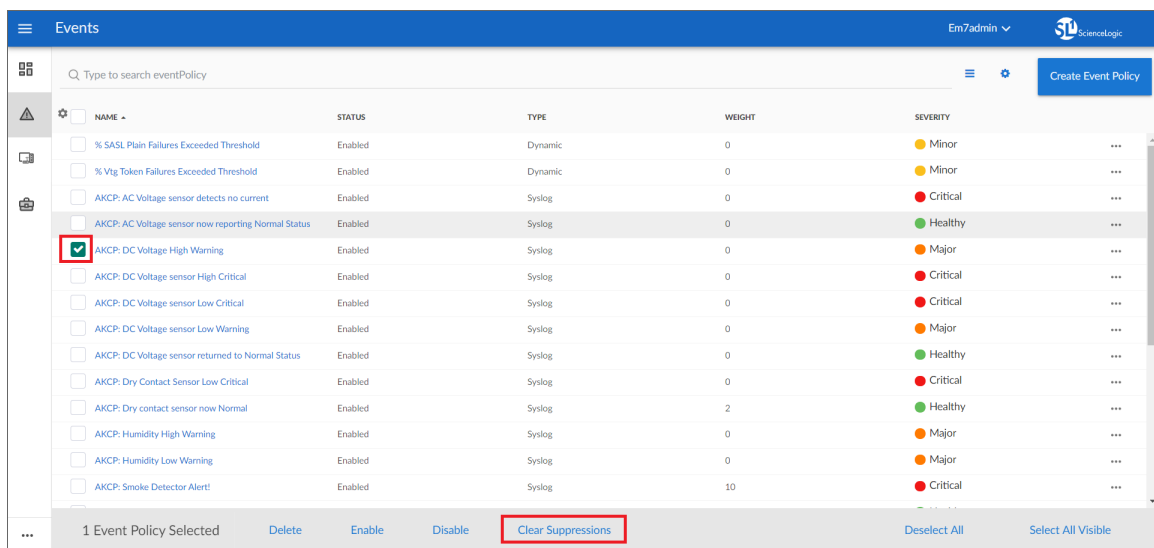 Events
Em7admin
SL1 ScienceLogic
Type to search eventPolicy
Create Event Policy
NAME STATUS TYPE WEIGHT SEVERITY
% SASL Plain Failures Exceeded Threshold Enabled Dynamic 0 Minor
% Vtg Token Failures Exceeded Threshold Enabled Dynamic 0 Minor
AKCP: AC Voltage sensor detects no current Enabled Syslog 0 Critical
AKCP: AC Voltage sensor now reporting Normal Status Enabled Syslog 0 Healthy
AKCP: DC Voltage High Warning Enabled Syslog 0 Major
AKCP: DC Voltage sensor High Critical Enabled Syslog 0 Critical
AKCP: DC Voltage sensor Low Critical Enabled Syslog 0 Critical
AKCP: DC Voltage sensor Low Warning Enabled Syslog 0 Major
AKCP: DC Voltage sensor returned to Normal Status Enabled Syslog 0 Healthy
AKCP: Dry Contact Sensor Low Critical Enabled Syslog 0 Critical
AKCP: Dry contact sensor now Normal Enabled Syslog 2 Healthy
AKCP: Humidity High Warning Enabled Syslog 0 Major
AKCP: Humidity Low Warning Enabled Syslog 0 Major
AKCP: Smoke Detector Alert! Enabled Syslog 10 Critical
1 Event Policy Selected Delete Enable Disable Clear Suppressions Deselect All Select All Visible